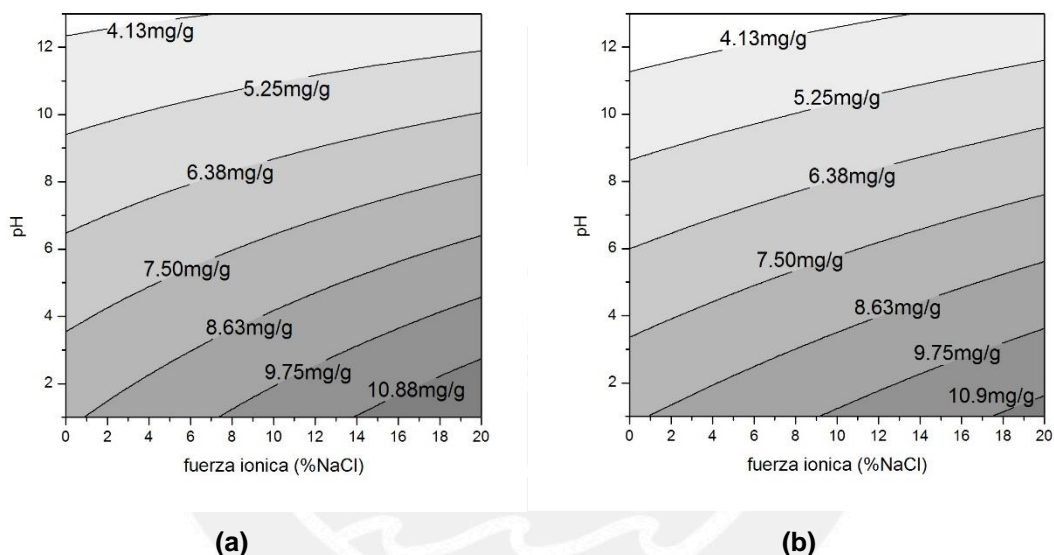 4.13mg/g
5.25mg/g
6.38mg/g
7.50mg/g
8.63mg/g
9.75mg/g
10.88mg/g
12
10
8
6
4
2
pH
0 2 4 6 8 10 12 14 16 18 20
fuerza ionica (%NaCl)
(a)
4.13mg/g
5.25mg/g
6.38mg/g
7.50mg/g
8.63mg/g
9.75mg/g
10.9mg/g
12
10
8
6
4
2
pH
0 2 4 6 8 10 12 14 16 18 20
fuerza ionica (%NaCl)
(b)